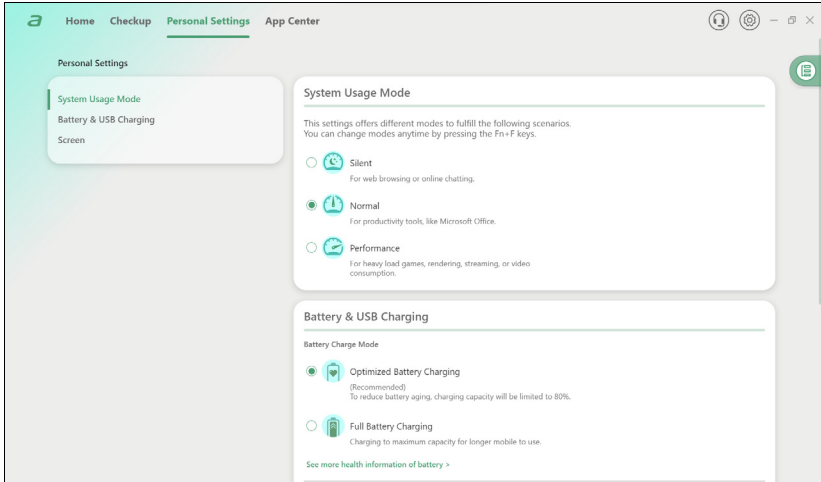 a
Home Checkup Personal Settings App Center
Personal Settings
System Usage Mode
Battery & USB Charging
Screen
System Usage Mode
This settings offers different modes to fulfill the following scenarios.
You can change modes anytime by pressing the Fn+F keys.
Silent
For web browsing or online chatting.
Normal
For productivity tools, like Microsoft Office.
Performance
For heavy load games, rendering, streaming, or video
consumption.
Battery & USB Charging
Battery Charge Mode
Optimized Battery Charging
(Recommended)
To reduce battery aging, charging capacity will be limited to 80%.
Full Battery Charging
Charging to maximum capacity for longer mobile to use.
See more health information of battery >